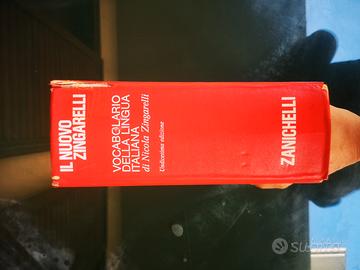 IL NUOVO
ZINGARELLI
VOCABOLARIO
DELLA LINGUA
ITALIANA
di Nicola Zingarelli
Undicesima edizione
ZANICHELLI
Subito